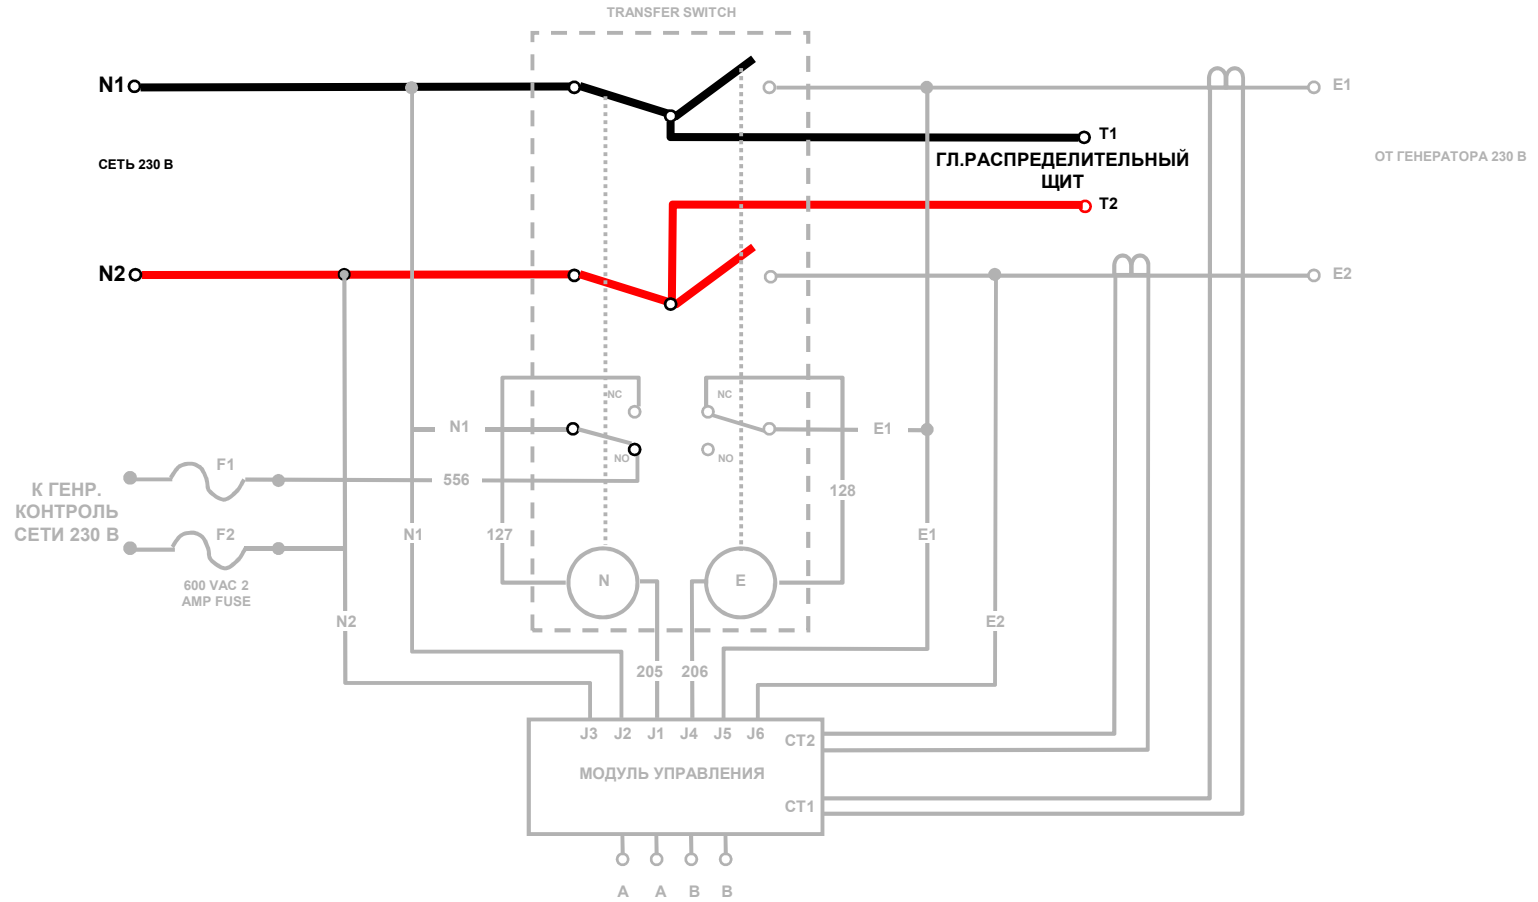 TRANSFER SWITCH
N1
E1
T1
СЕТЬ 230 В
ГЛ.РАСПРЕДЕЛИТЕЛЬНЫЙ
ЩИТ
ОТ ГЕНЕРАТОРА 230 В
T2
N2
E2
NC
NC
N1
E1
NO
NO
F1
556
128
К ГЕНР.
КОНТРОЛЬ
СЕТИ 230 В
F2
N1
127
E1
600 VAC 2
AMP FUSE
N
E
N2
E2
205
206
J3
J2
J1
J4
J5
J6
CT2
МОДУЛЬ УПРАВЛЕНИЯ
CT1
A
A
B
B